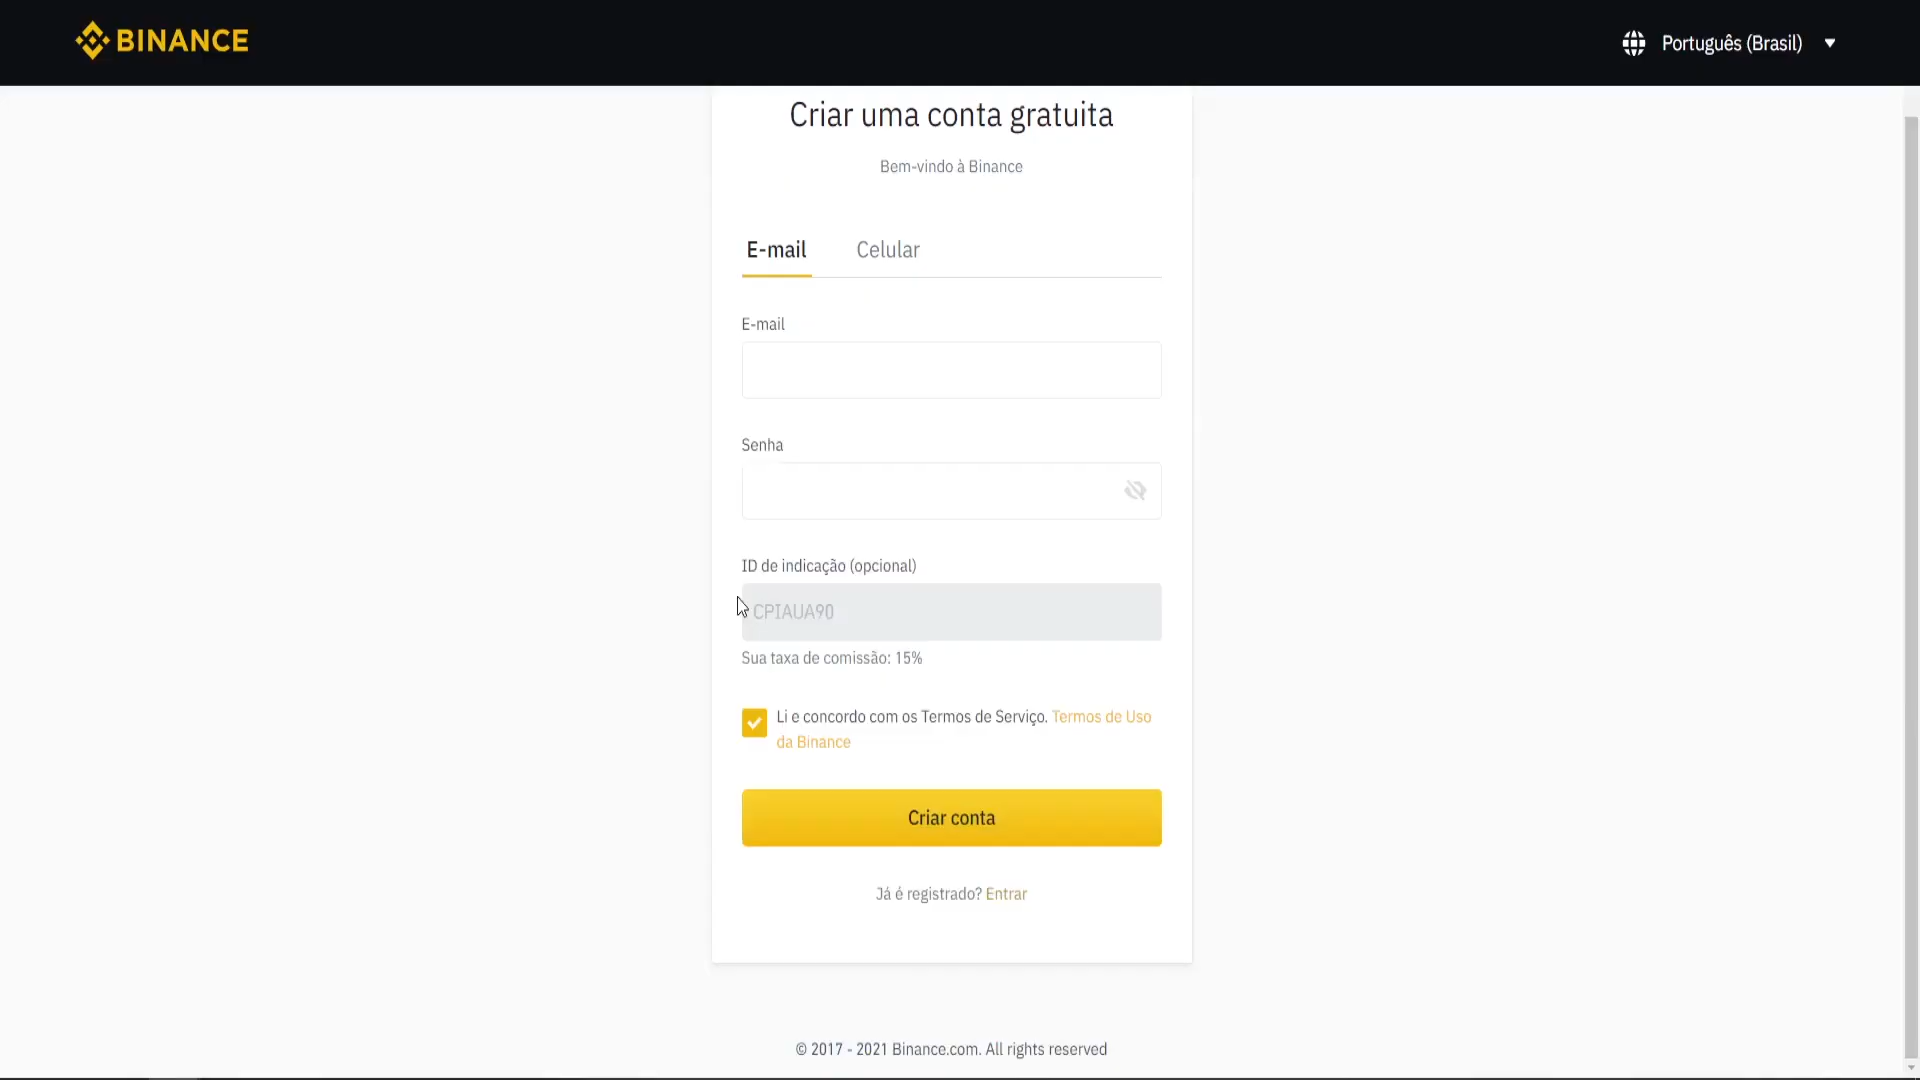 BINANCE
Português (Brasil)
Criar uma conta gratuita
Bem-vindo à Binance
E-mail Celular
E-mail
Senha
ID de indicação (opcional)
CPIAUA90
Sua taxa de comissão: 15%
Li e concordo com os Termos de Serviço. Termos de Uso
da Binance
Criar conta
Já é registrado? Entrar
© 2017 - 2021 Binance.com. All rights reserved